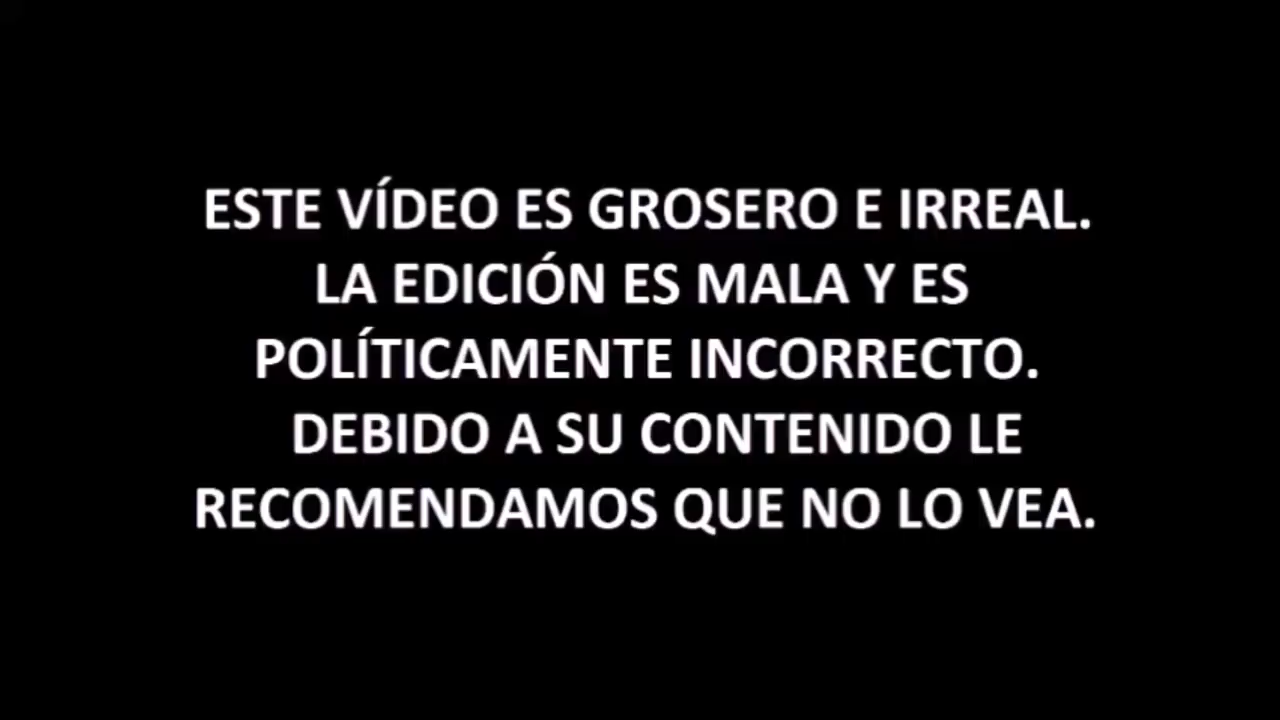 ESTE VÍDEO ES GROSERO E IRREAL.
LA EDICIÓN ES MALA Y ES
POLÍTICAMENTE INCORRECTO.
DEBIDO A SU CONTENIDO LE
RECOMENDAMOS QUE NO LO VEA.